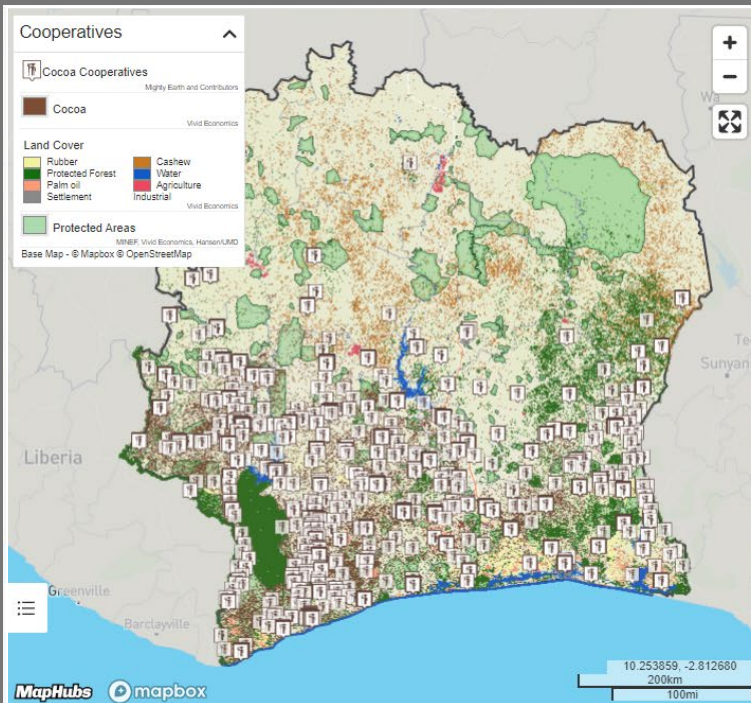 Cooperatives
Cocoa Cooperatives
Mighty Earth and Contributors
Cocoa
Vivid Economics
Land Cover
Rubber
Protected Forest
Palm oil
Settlement
Cashew
Water
Agriculture
Industrial
Vivid Economics
Protected Areas
MINEF, Vivid Economics, Hansen/UMD
Base Map - © Mapbox © OpenStreetMap
+
−
Wa
Sunyan
Liberia
Greenville
Barclayville
10.253859, -2.812680
200km
100mi
MapHubs
mapbox